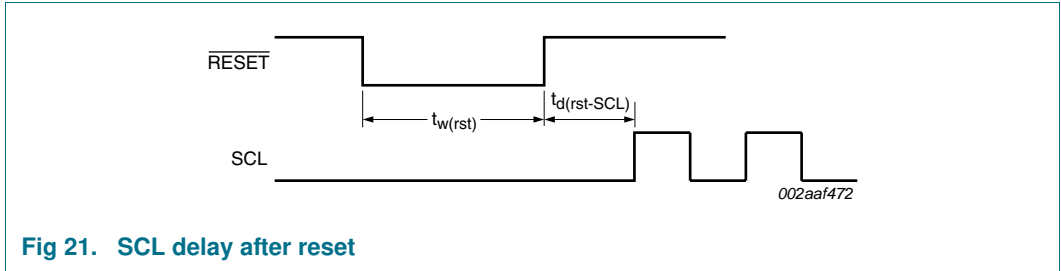 RESET
td(rst-SCL)
tw(rst)
SCL
002aaf472
Fig 21. SCL delay after reset